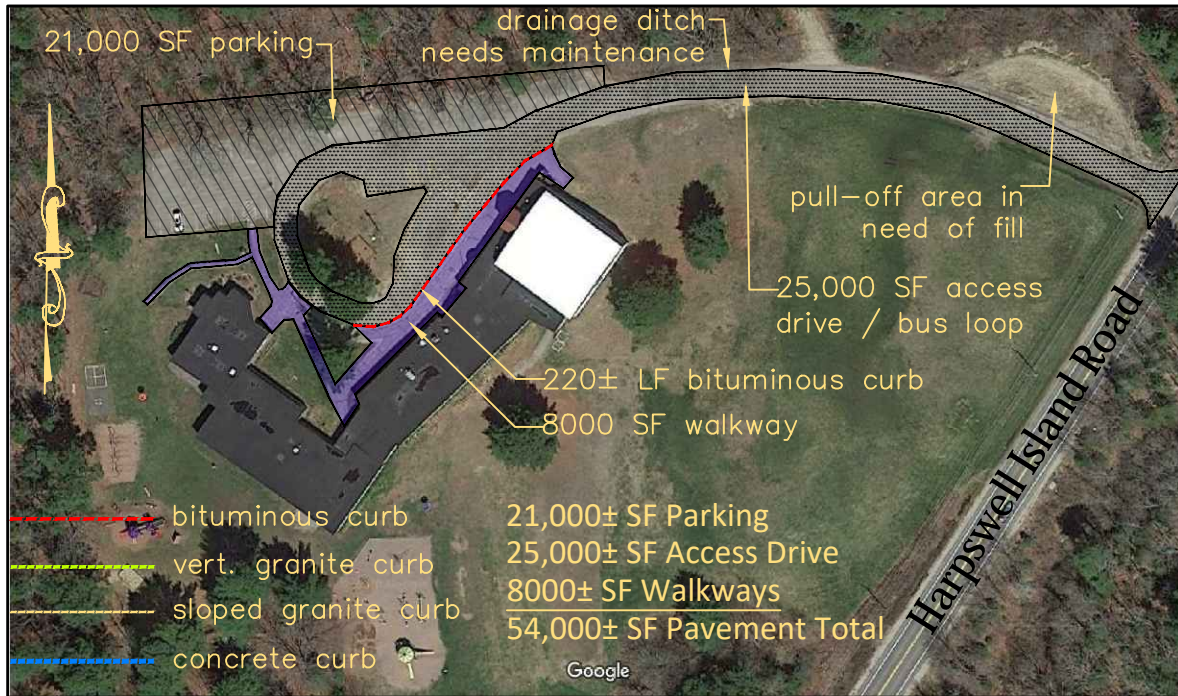 21,000 SF parking
drainage ditch
needs maintenance
pull-off area in
need of fill
25,000 SF access
drive / bus loop
220± LF bituminous curb
8000 SF walkway
Harpswell Island Road
bituminous curb
vert. granite curb
sloped granite curb
concrete curb
21,000± SF Parking
25,000± SF Access Drive
8000± SF Walkways
54,000± SF Pavement Total
Google